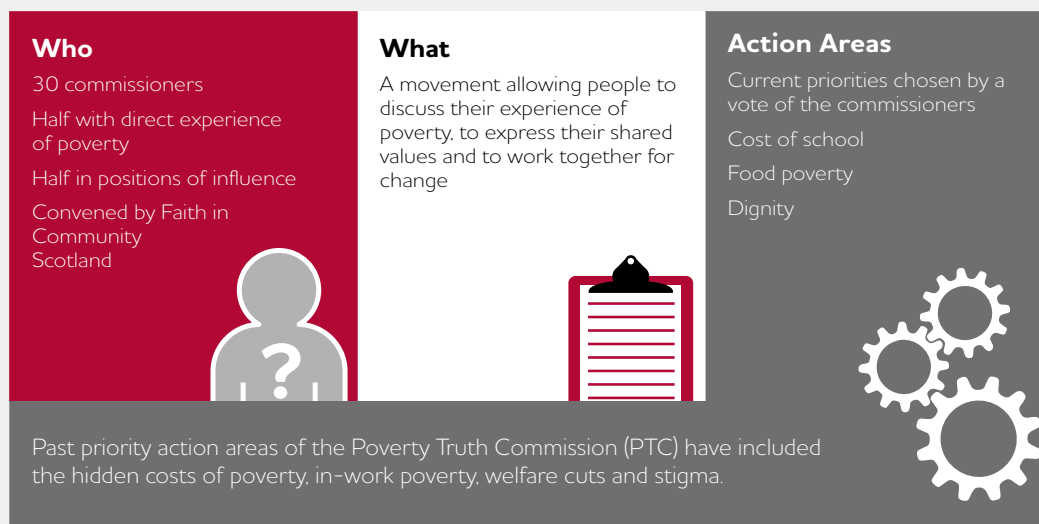 Who
30 commissioners
Half with direct experience
of poverty
Half in positions of influence
Convened by Faith in
Community
Scotland
?
What
A movement allowing people to
discuss their experience of
poverty, to express their shared
values and to work together for
change
Action Areas
Current priorities chosen by a
vote of the commissioners
Cost of school
Food poverty
Dignity
Past priority action areas of the Poverty Truth Commission (PTC) have included
the hidden costs of poverty, in-work poverty, welfare cuts and stigma.